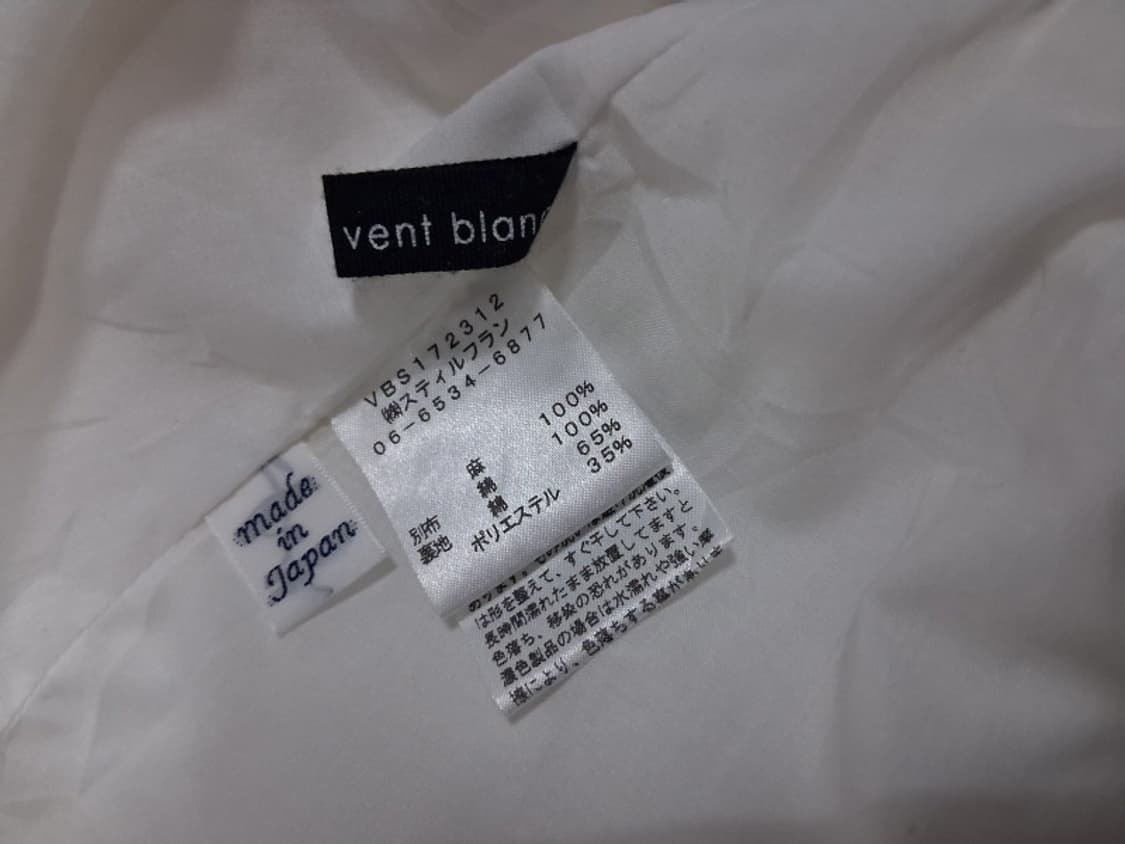 vent blanc
VBS172312
㈱スティルフラン
06-6534-6877
麻 100%
別布 綿 100%
裏地 綿 65%
ポリエステル 35%
は形を整えて、すぐ干して下さい。
長時間濡れたまま放置してますと
色落ち、移染の恐れがあります。
濃色製品の場合は水濡れや強い摩
擦により、色落ちする
made
in
Japan